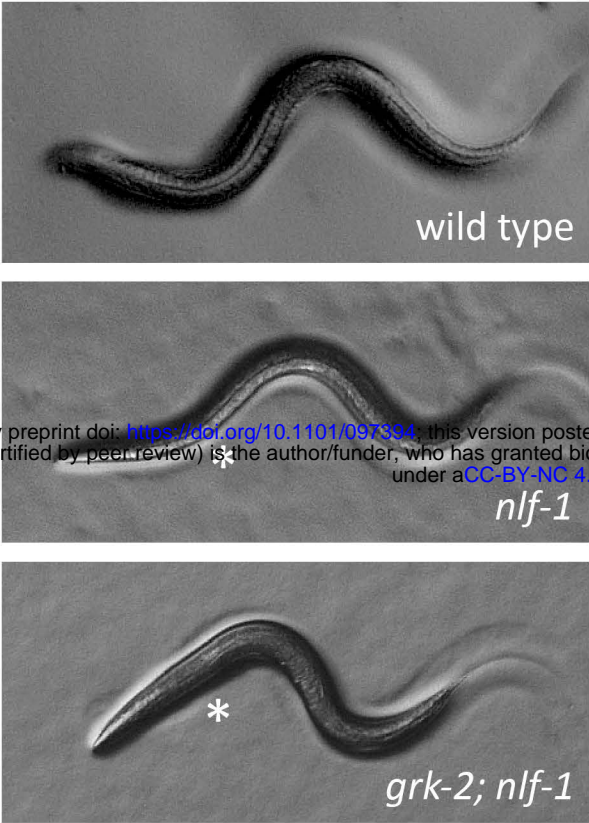 wild type
y preprint doi: https://doi.org/10.1101/097394; this version poste
rtified by peer review) is the author/funder, who has granted bio
*
under aCC-BY-NC 4.
nlf-1
*
grk-2; nlf-1